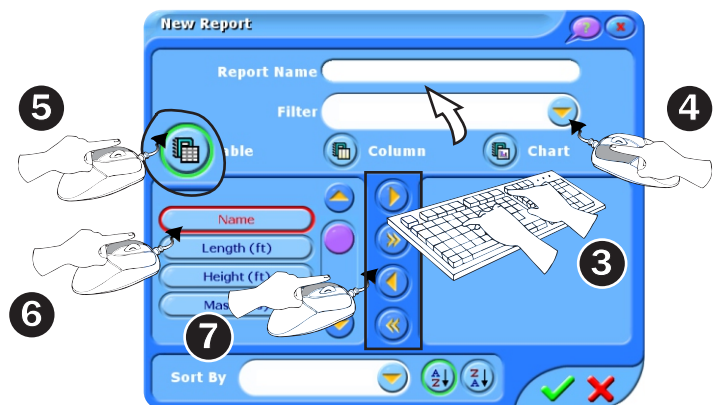 New Report
?
x
Report Name
5
4
Filter
ble
Column
Chart
Name
Length (ft)
3
Height (ft)
6
Mas
7
Sort By
A Z
Z A